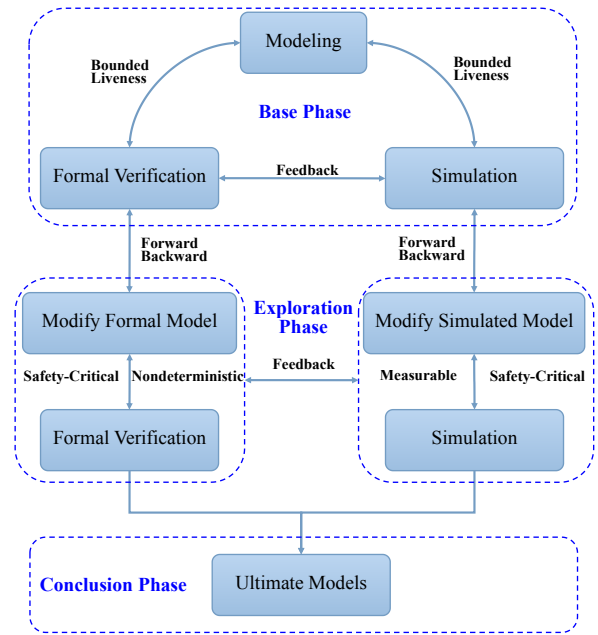 Modeling
Bounded
Liveness
Bounded
Liveness
Base Phase
Formal Verification
Feedback
Simulation
Forward
Backward
Forward
Backward
Modify Formal Model
Exploration
Phase
Modify Simulated Model
Safety-Critical
Nondeterministic
Feedback
Measurable
Safety-Critical
Formal Verification
Simulation
Conclusion Phase
Ultimate Models